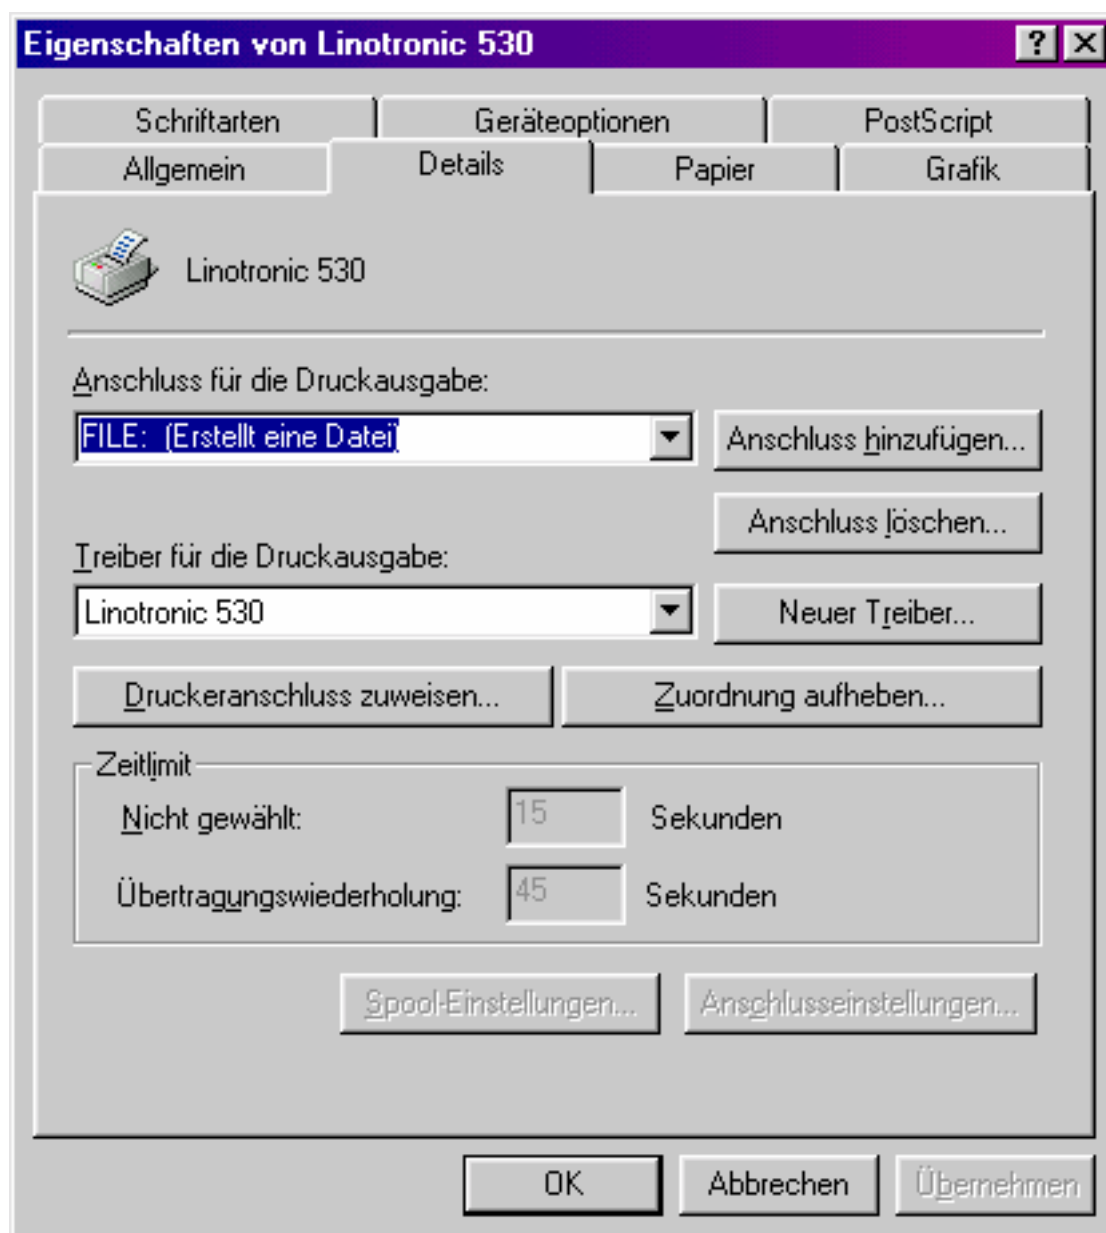 Eigenschaften von Linotronic 530
Schriftarten Geräteoptionen PostScript
Allgemein Details Papier Grafik
Linotronic 530
Anschluss für die Druckausgabe:
FILE: (Erstellt eine Datei) Anschluss hinzufügen...
Anschluss löschen...
Treiber für die Druckausgabe:
Linotronic 530 Neuer Treiber...
Druckeranschluss zuweisen... Zuordnung aufheben...
Zeitlimit
Nicht gewählt: 15 Sekunden
Übertragungswiederholung: 45 Sekunden
Spool-Einstellungen... Anschlusseinstellungen...
OK Abbrechen Übernehmen